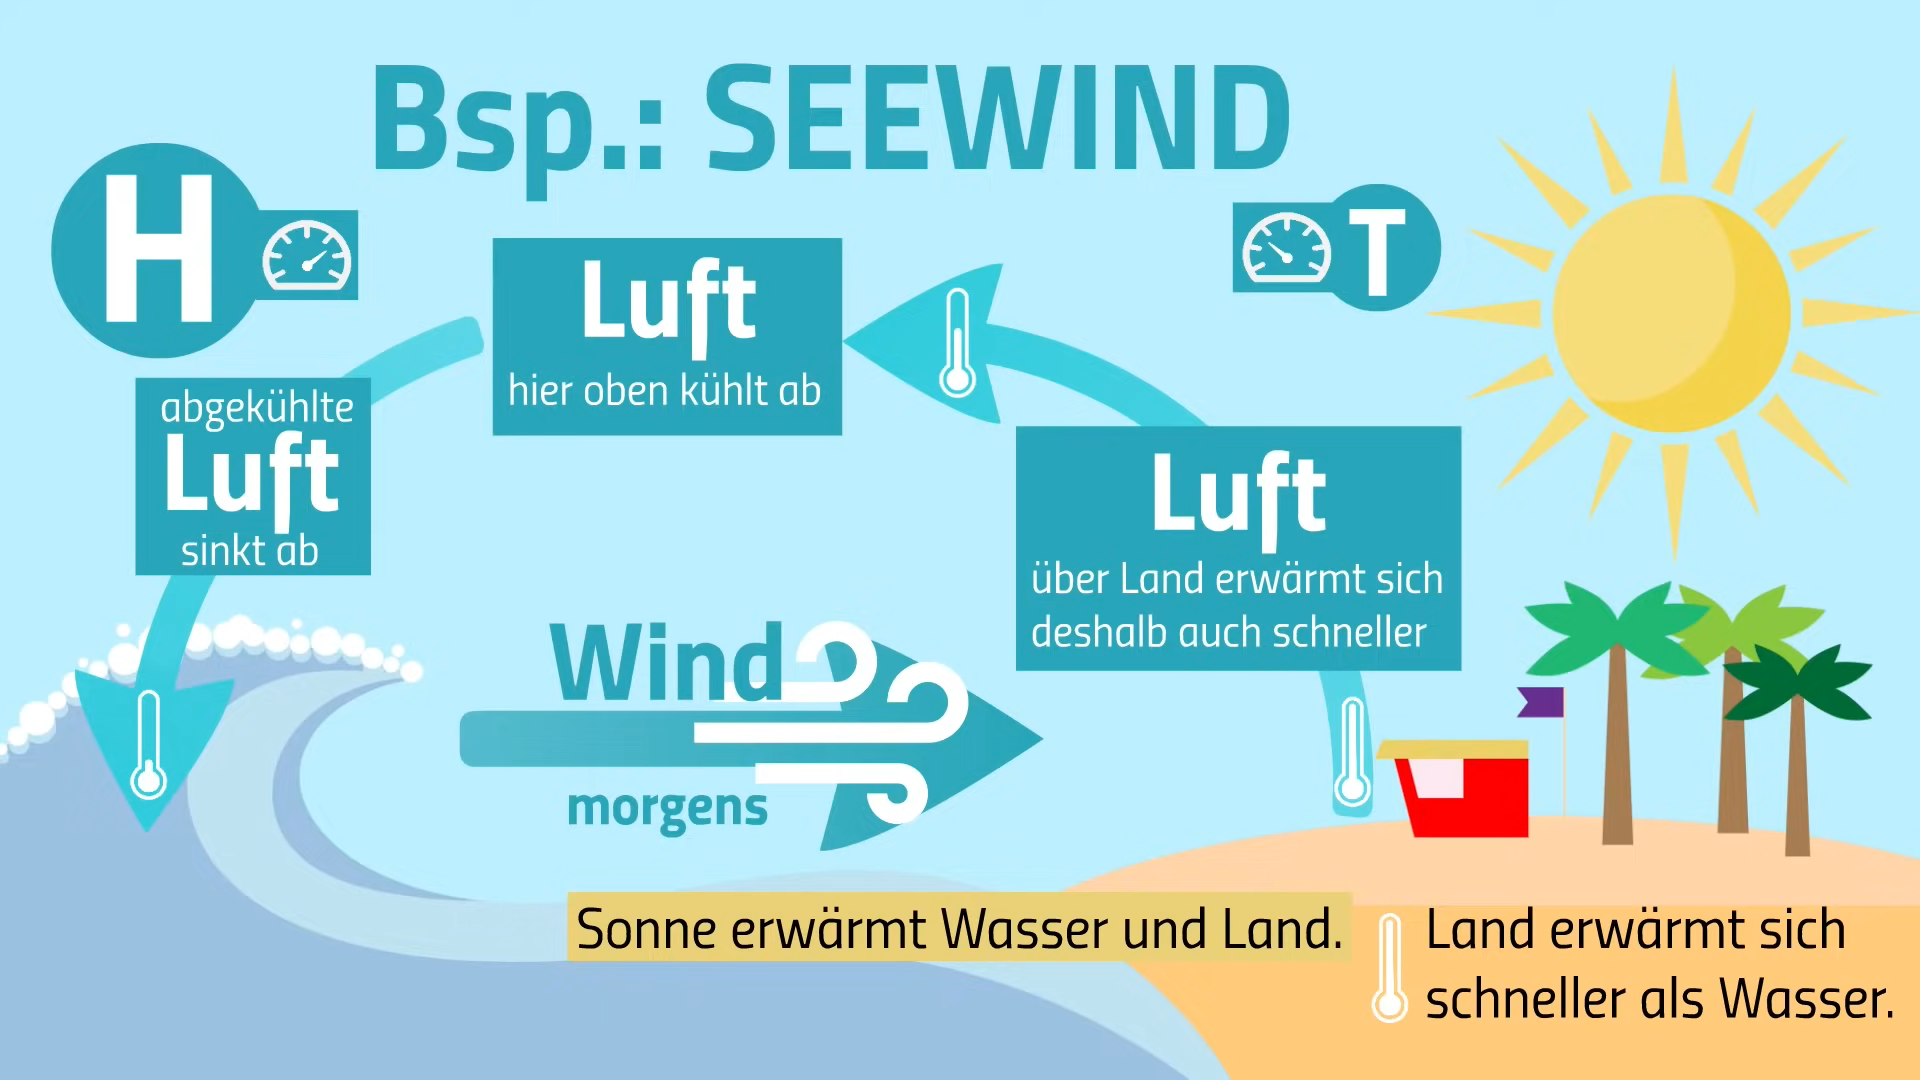 Bsp.: SEEWIND
H
T
Luft
hier oben kühlt ab
abgekühlte
Luft
sinkt ab
Luft
über Land erwärmt sich
deshalb auch schneller
Wind
morgens
Sonne erwärmt Wasser und Land.
Land erwärmt sich
schneller als Wasser.